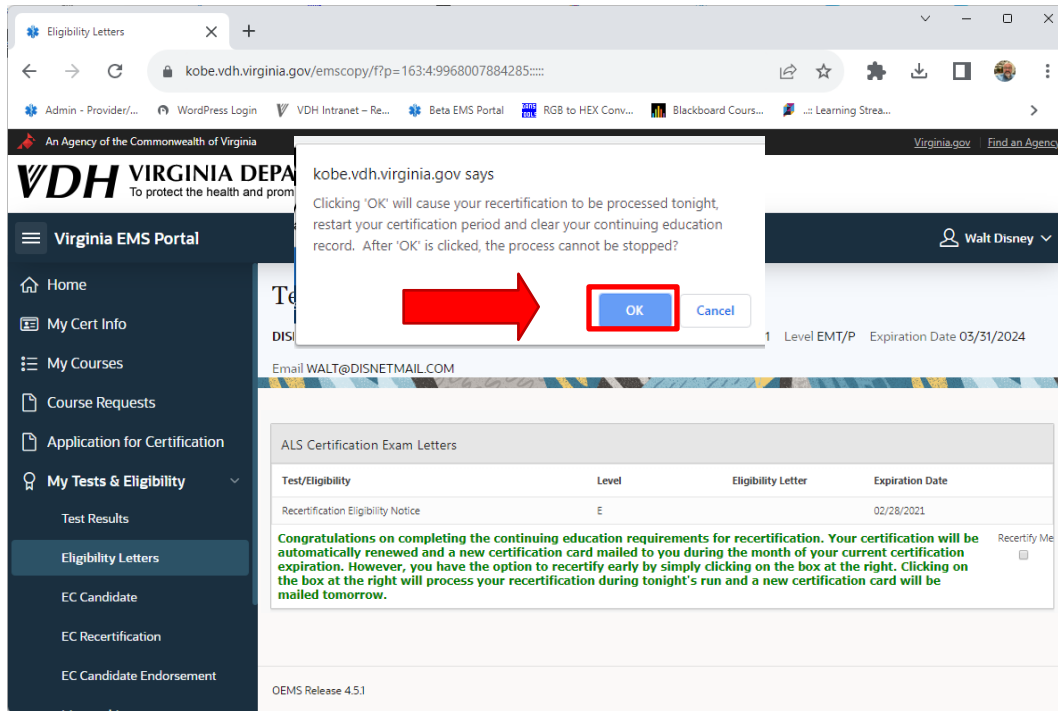 Eligibility Letters
kobe.vdh.virginia.gov/emscopy/f?p=163:4:9968007884285:::::
Admin - Provider/... WordPress Login VDH Intranet – Re... Beta EMS Portal RGB to HEX Conv... Blackboard Cours... ..:: Learning Strea...
An Agency of the Commonwealth of Virginia Virginia.gov Find an Agency
VDH VIRGINIA DEPA
To protect the health and prom
kobe.vdh.virginia.gov says
Clicking 'OK' will cause your recertification to be processed tonight,
restart your certification period and clear your continuing education
record. After 'OK' is clicked, the process cannot be stopped?
OK Cancel
Virginia EMS Portal Walt Disney
Home
My Cert Info
My Courses
Course Requests
Application for Certification
My Tests & Eligibility
Test Results
Eligibility Letters
EC Candidate
EC Recertification
EC Candidate Endorsement
Te
DIS 1 Level EMT/P Expiration Date 03/31/2024
Email WALT@DISNETMAIL.COM
ALS Certification Exam Letters
Test/Eligibility Level Eligibility Letter Expiration Date
Recertification Eligibility Notice E 02/28/2021
Congratulations on completing the continuing education requirements for recertification. Your certification will be
automatically renewed and a new certification card mailed to you during the month of your current certification
expiration. However, you have the option to recertify early by simply clicking on the box at the right. Clicking on
the box at the right will process your recertification during tonight's run and a new certification card will be
mailed tomorrow.
Recertify Me
OEMS Release 4.5.1